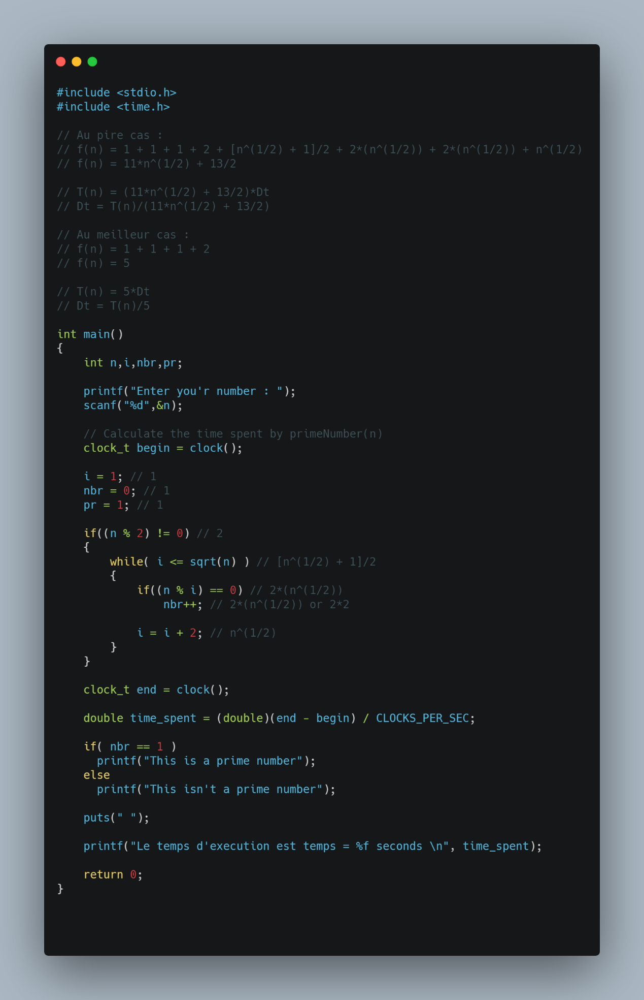 #include <stdio.h>
#include <time.h>
// Au pire cas :
// f(n) = 1 + 1 + 1 + 2 + [n^(1/2) + 1]/2 + 2*(n^(1/2)) + 2*(n^(1/2)) + n^(1/2)
// f(n) = 11*n^(1/2) + 13/2
// T(n) = (11*n^(1/2) + 13/2)*Dt
// Dt = T(n)/(11*n^(1/2) + 13/2)
// Au meilleur cas :
// f(n) = 1 + 1 + 1 + 2
// f(n) = 5
// T(n) = 5*Dt
// Dt = T(n)/5
int main()
{
    int n,i,nbr,pr;
    printf("Enter you'r number : ");
    scanf("%d",&n);
    // Calculate the time spent by primeNumber(n)
    clock_t begin = clock();
    i = 1; // 1
    nbr = 0; // 1
    pr = 1; // 1
    if((n % 2) != 0) // 2
    {
        while( i <= sqrt(n) ) // [n^(1/2) + 1]/2
        {
            if((n % i) == 0) // 2*(n^(1/2))
                nbr++; // 2*(n^(1/2)) or 2*2
            i = i + 2; // n^(1/2)
        }
    }
    clock_t end = clock();
    double time_spent = (double)(end - begin) / CLOCKS_PER_SEC;
    if( nbr == 1 )
      printf("This is a prime number");
    else
      printf("This isn't a prime number");
    puts(" ");
    printf("Le temps d'execution est temps = %f seconds \n", time_spent);
    return 0;
}